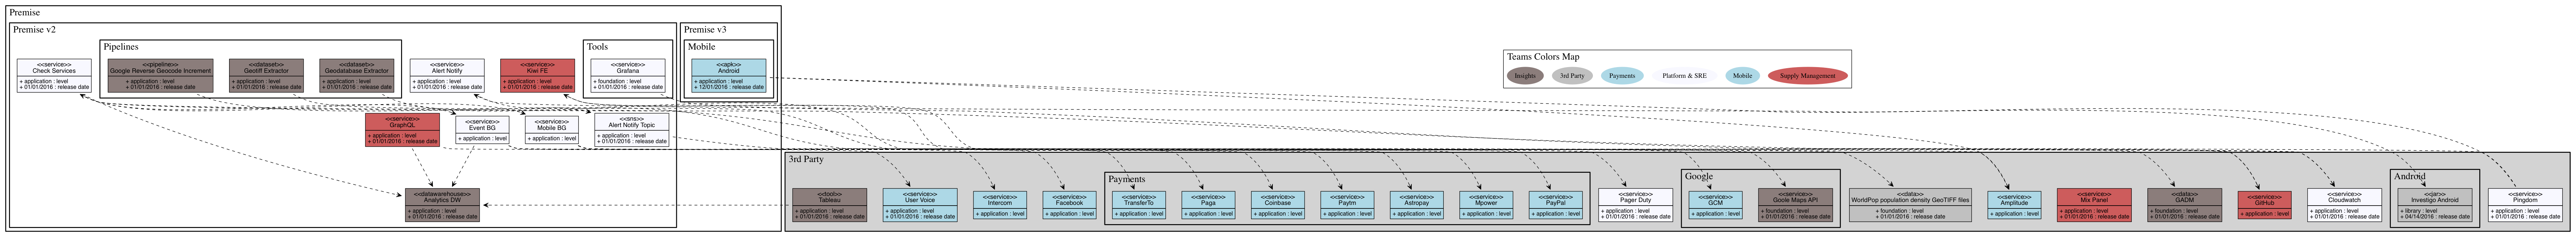 Premise
Premise v2
Premise v3
Pipelines
Tools
Mobile
<<service>>
Check Services
+ application : level
+ 01/01/2016 : release date
<<pipeline>>
Google Reverse Geocode Increment
+ application : level
+ 01/01/2016 : release date
<<dataset>>
Geotiff Extractor
+ application : level
+ 01/01/2016 : release date
<<dataset>>
Geodatabase Extractor
+ application : level
+ 01/01/2016 : release date
<<service>>
Alert Notify
+ application : level
+ 01/01/2016 : release date
<<service>>
Kiwi FE
+ application : level
+ 01/01/2016 : release date
<<service>>
Grafana
+ foundation : level
+ 01/01/2016 : release date
<<apk>>
Android
+ application : level
+ 12/01/2016 : release date
Teams Colors Map
Insights
3rd Party
Payments
Platform & SRE
Mobile
Supply Management
<<service>>
GraphQL
+ application : level
+ 01/01/2016 : release date
<<service>>
Event BG
+ application : level
<<service>>
Mobile BG
+ application : level
<<sns>>
Alert Notify Topic
+ application : level
+ 01/01/2016 : release date
<<datawarehouse>>
Analytics DW
+ application : level
+ 01/01/2016 : release date
3rd Party
<<tool>>
Tableau
+ application : level
+ 01/01/2016 : release date
<<service>>
User Voice
+ application : level
+ 01/01/2016 : release date
<<service>>
Intercom
+ application : level
<<service>>
Facebook
+ application : level
Payments
<<service>>
TransferTo
+ application : level
<<service>>
Paga
+ application : level
<<service>>
Coinbase
+ application : level
<<service>>
Paytm
+ application : level
<<service>>
Astropay
+ application : level
<<service>>
Mpower
+ application : level
<<service>>
PayPal
+ application : level
<<service>>
Pager Duty
+ application : level
+ 01/01/2016 : release date
Google
<<service>>
GCM
+ application : level
<<service>>
Goole Maps API
+ foundation : level
+ 01/01/2016 : release date
<<data>>
WorldPop population density GeoTIFF files
+ foundation : level
+ 01/01/2016 : release date
<<service>>
Amplitude
+ application : level
<<service>>
Mix Panel
+ application : level
+ 01/01/2016 : release date
<<data>>
GADM
+ foundation : level
+ 01/01/2016 : release date
<<service>>
GitHub
+ application : level
<<service>>
Cloudwatch
+ application : level
+ 01/01/2016 : release date
Android
<<jar>>
Investigo Android
+ library : level
+ 04/14/2016 : release date
<<service>>
Pingdom
+ application : level
+ 01/01/2016 : release date